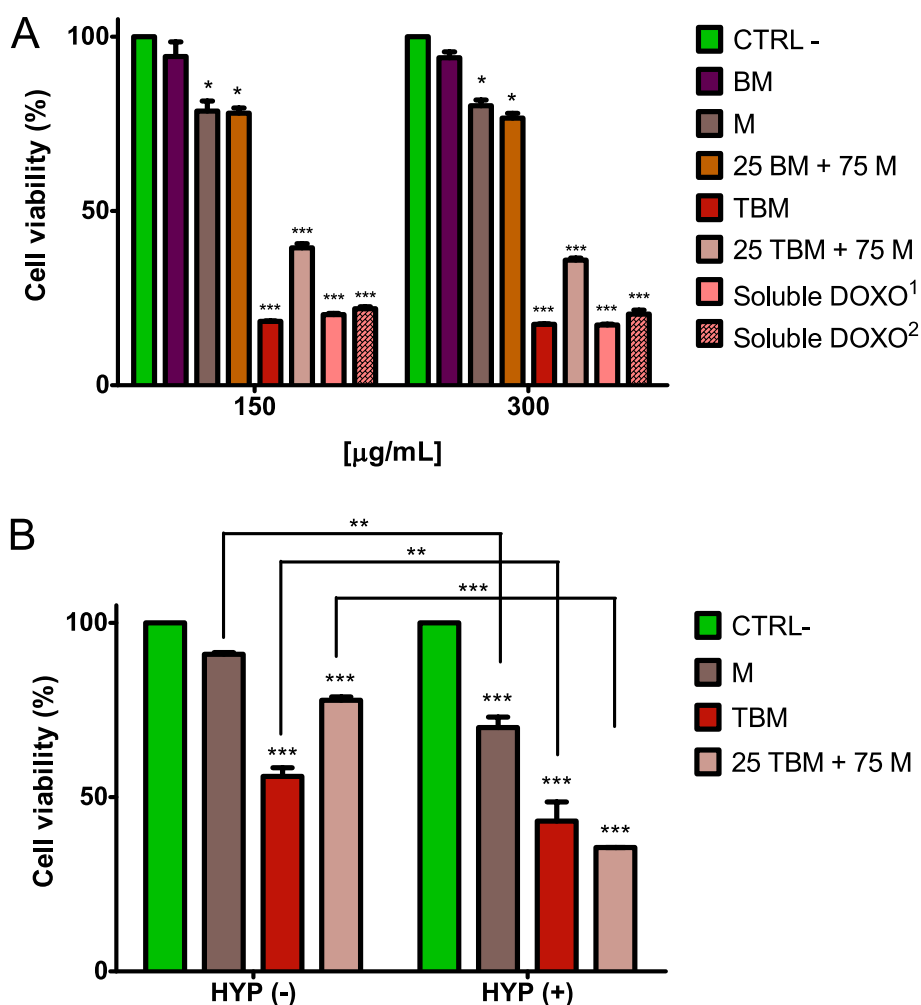 A
Cell viability (%)
100
50
0
* *
*** *** *** ***
* *
*** *** *** ***
150 300
[µg/mL]
CTRL -
BM
M
25 BM + 75 M
TBM
25 TBM + 75 M
Soluble DOXO¹
Soluble DOXO²
B
Cell viability (%)
100
50
0
**
**
***
*** ***
*** *** ***
HYP (-) HYP (+)
CTRL-
M
TBM
25 TBM + 75 M